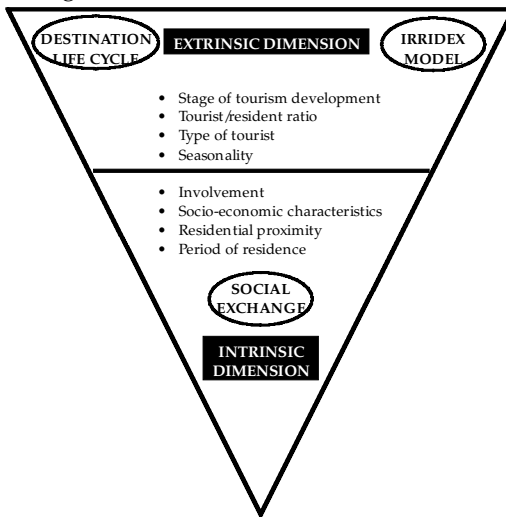 DESTINATION LIFE CYCLE
EXTRINSIC DIMENSION
IRRIDEX MODEL
• Stage of tourism development
• Tourist/resident ratio
• Type of tourist
• Seasonality
• Involvement
• Socio-economic characteristics
• Residential proximity
• Period of residence
SOCIAL
EXCHANGE
INTRINSIC
DIMENSION